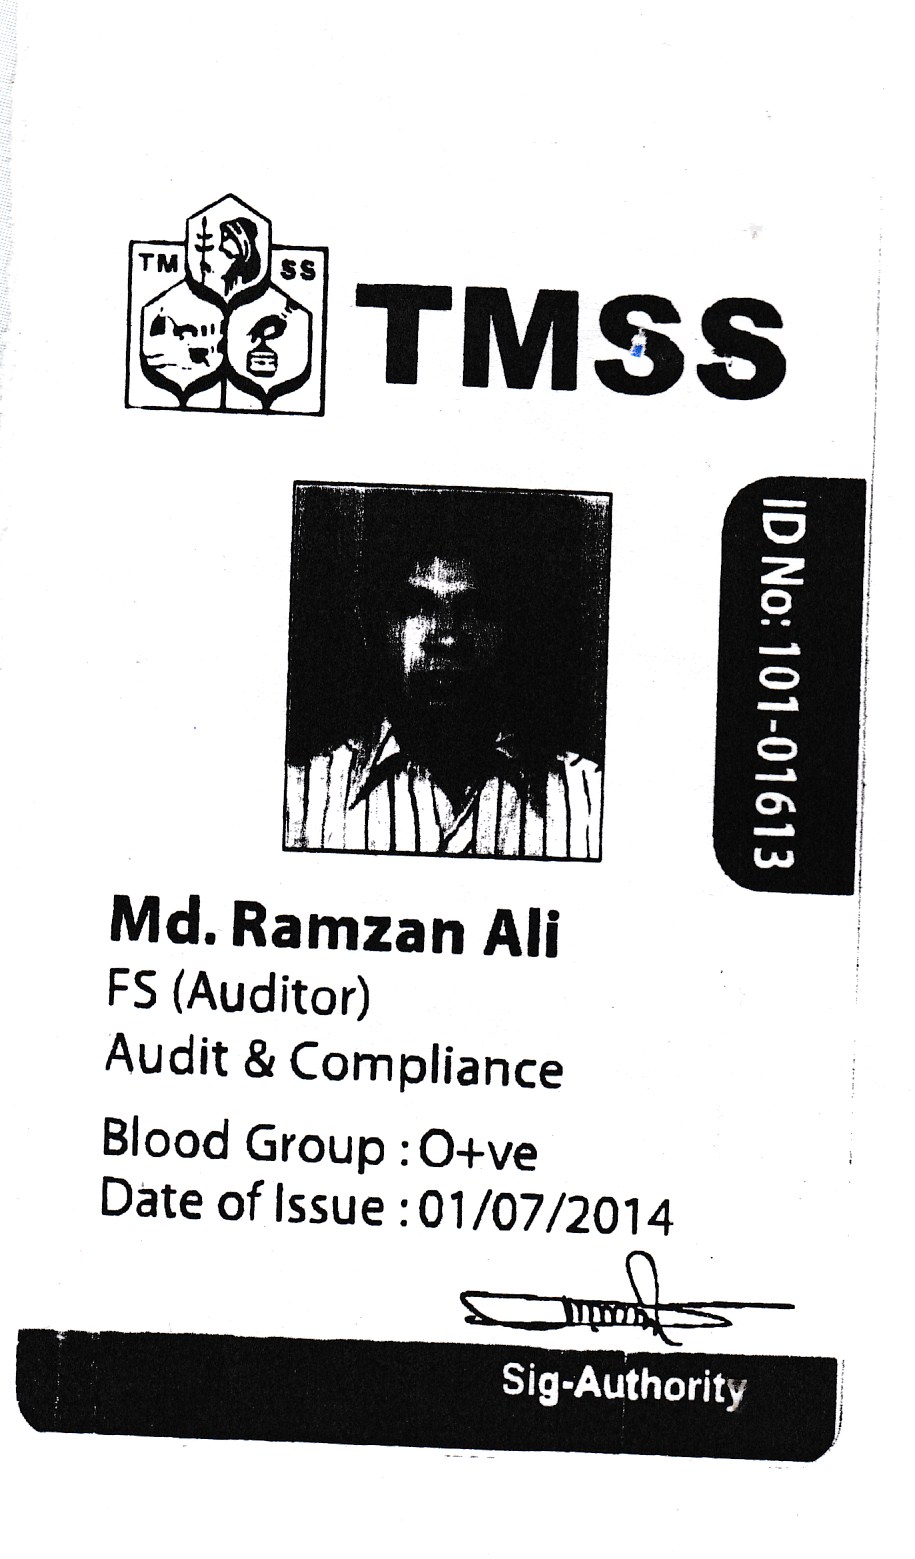 TM SS
TMSS
ID No: 101-01613
Md. Ramzan Ali
FS (Auditor)
Audit & Compliance
Blood Group : O+ve
Date of Issue : 01/07/2014
Sig-Authority